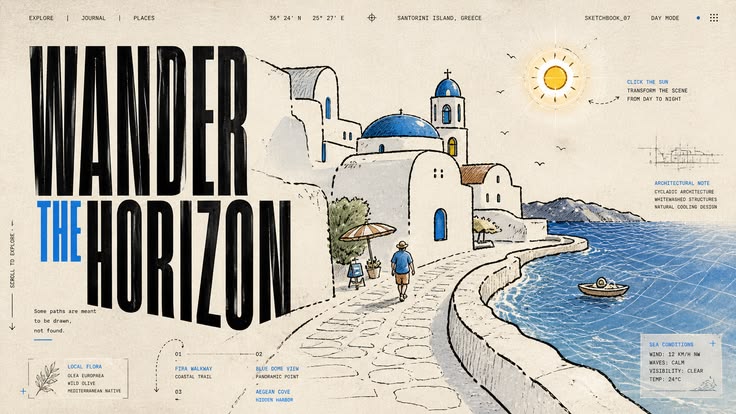 EXPLORE | JOURNAL | PLACES
36° 24' N 25° 27' E
SANTORINI ISLAND, GREECE
SKETCHBOOK_07
DAY MODE
WANDER
THE HORIZON
CLICK THE SUN
TRANSFORM THE SCENE
FROM DAY TO NIGHT
ARCHITECTURAL NOTE
CYCLADIC ARCHITECTURE
WHITEWASHED STRUCTURES
NATURAL COOLING DESIGN
SCROLL TO EXPLORE
Some paths are meant
to be drawn,
not found.
LOCAL FLORA
OLEA EUROPAEA
WILD OLIVE
MEDITERRANEAN NATIVE
01
FIRA WALKWAY
COASTAL TRAIL
02
BLUE DOME VIEW
PANORAMIC POINT
03
AEGEAN COVE
HIDDEN HARBOR
SEA CONDITIONS
WIND: 12 KM/H NW
WAVES: CALM
VISIBILITY: CLEAR
TEMP: 24°C